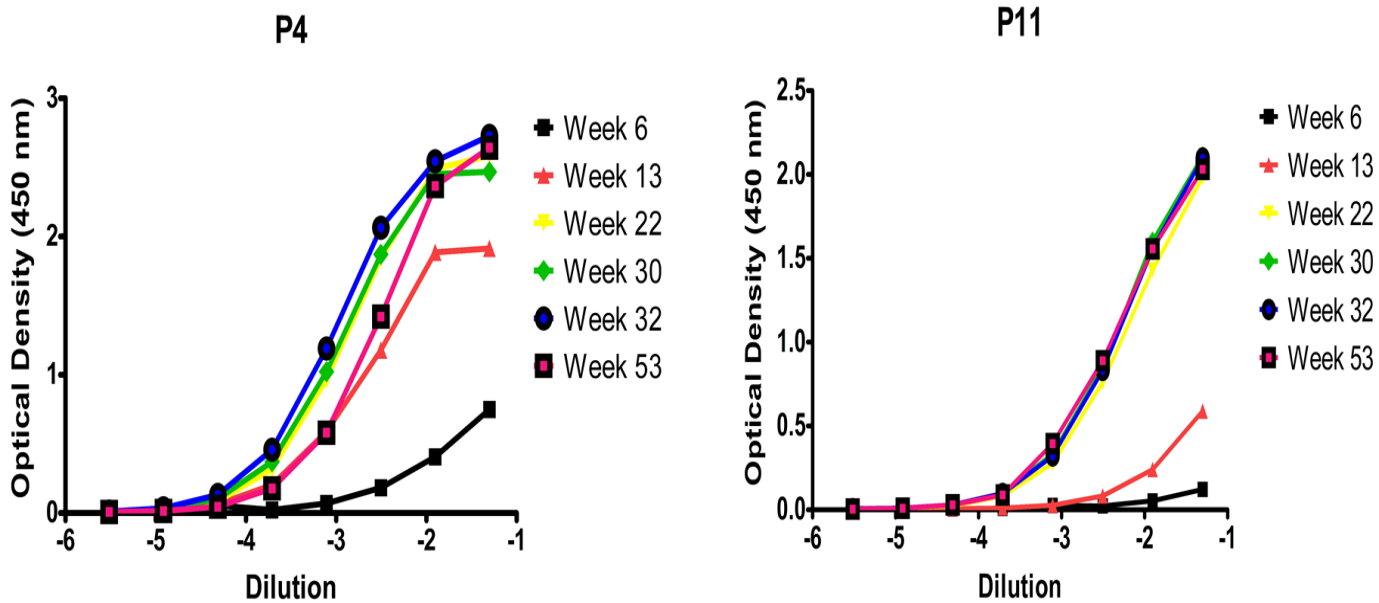 P4
Optical Density (450 nm)
3
2
1
0
-6 -5 -4 -3 -2 -1
Dilution
Week 6
Week 13
Week 22
Week 30
Week 32
Week 53
P11
Optical Density (450 nm)
2.5
2.0
1.5
1.0
0.5
0.0
-6 -5 -4 -3 -2 -1
Dilution
Week 6
Week 13
Week 22
Week 30
Week 32
Week 53